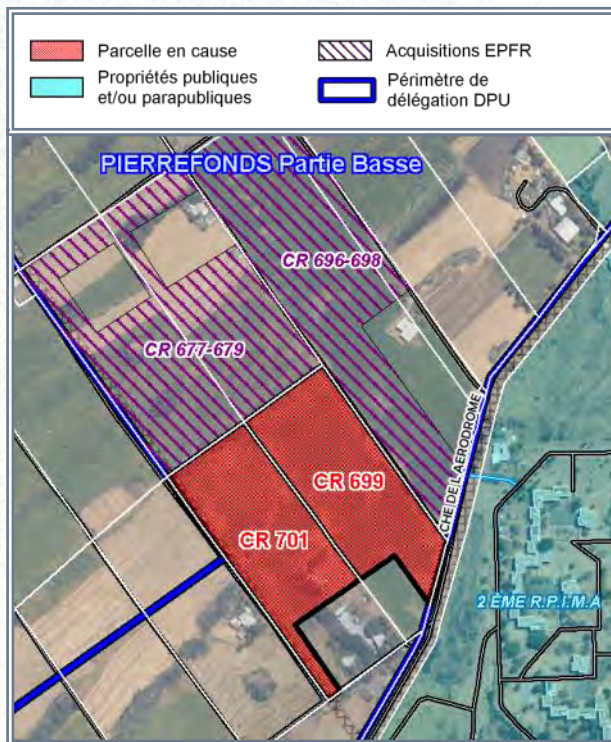 Parcelle en cause
Acquisitions EPFR
Propriétés publiques
et/ou parapubliques
Périmètre de
délégation DPU
PIERREFONDS Partie Basse
CR 696-698
CR 677-679
CHE DE L'AERODROME
CR 699
CR 701
2 ÈME R.P.I.M.A